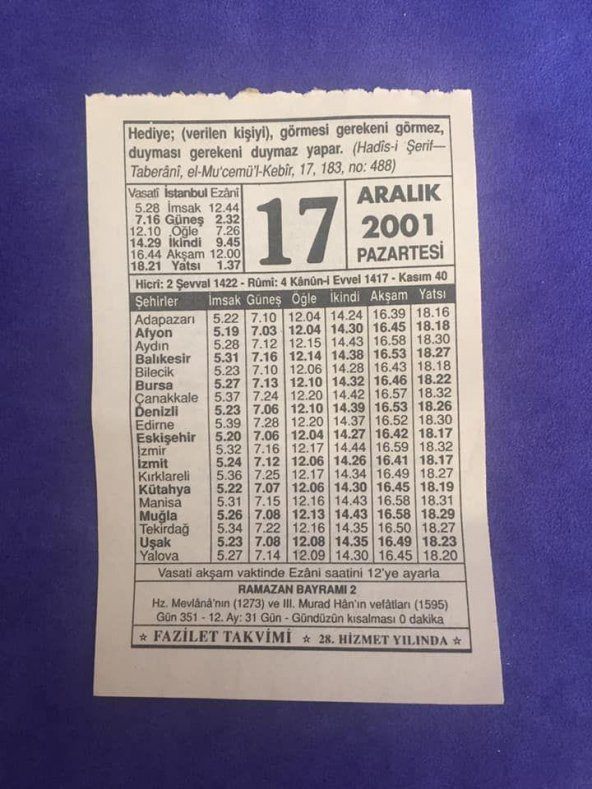 Hediye; (verilen kişiyi), görmesi gerekeni görmez,
duyması gerekeni duymaz yapar. (Hadîs-i Şerif—
Taberânî, el-Mu'cemü'l-Kebîr, 17, 183, no: 488)
Vasatî İstanbul Ezânî
5.28 İmsak 12.44
7.16 Güneş 2.32
12.10 Öğle 7.26
14.29 İkindi 9.45
16.44 Akşam 12.00
18.21 Yatsı 1.37
17
ARALIK
2001
PAZARTESİ
Hicrî: 2 Şevval 1422 - Rûmî: 4 Kânûn-i Evvel 1417 - Kasım 40
Şehirler İmsak Güneş Öğle İkindi Akşam Yatsı
Adapazarı 5.22 7.10 12.04 14.24 16.39 18.16
Afyon 5.19 7.03 12.04 14.30 16.45 18.18
Aydın 5.28 7.12 12.15 14.43 16.58 18.30
Balıkesir 5.31 7.16 12.14 14.38 16.53 18.27
Bilecik 5.23 7.10 12.06 14.28 16.43 18.18
Bursa 5.27 7.13 12.10 14.32 16.46 18.22
Çanakkale 5.37 7.24 12.20 14.42 16.57 18.32
Denizli 5.23 7.06 12.10 14.39 16.53 18.26
Edirne 5.39 7.28 12.20 14.37 16.52 18.30
Eskişehir 5.20 7.06 12.04 14.27 16.42 18.17
İzmir 5.32 7.16 12.17 14.44 16.59 18.32
İzmit 5.24 7.12 12.06 14.26 16.41 18.17
Kırklareli 5.36 7.25 12.17 14.34 16.49 18.27
Kütahya 5.22 7.07 12.06 14.30 16.45 18.19
Manisa 5.31 7.15 12.16 14.43 16.58 18.31
Muğla 5.26 7.08 12.13 14.43 16.58 18.29
Tekirdağ 5.34 7.22 12.16 14.35 16.50 18.27
Uşak 5.23 7.08 12.08 14.35 16.49 18.23
Yalova 5.27 7.14 12.09 14.30 16.45 18.20
Vasati akşam vaktinde Ezâni saatini 12'ye ayarla
RAMAZAN BAYRAMI 2
Hz. Mevlânâ'nın (1273) ve III. Murad Hân'ın vefâtları (1595)
Gün 351 - 12. Ay: 31 Gün - Gündüzün kısalması 0 dakika
☆ FAZİLET TAKVİMİ ☆ 28. HİZMET YILINDA ☆